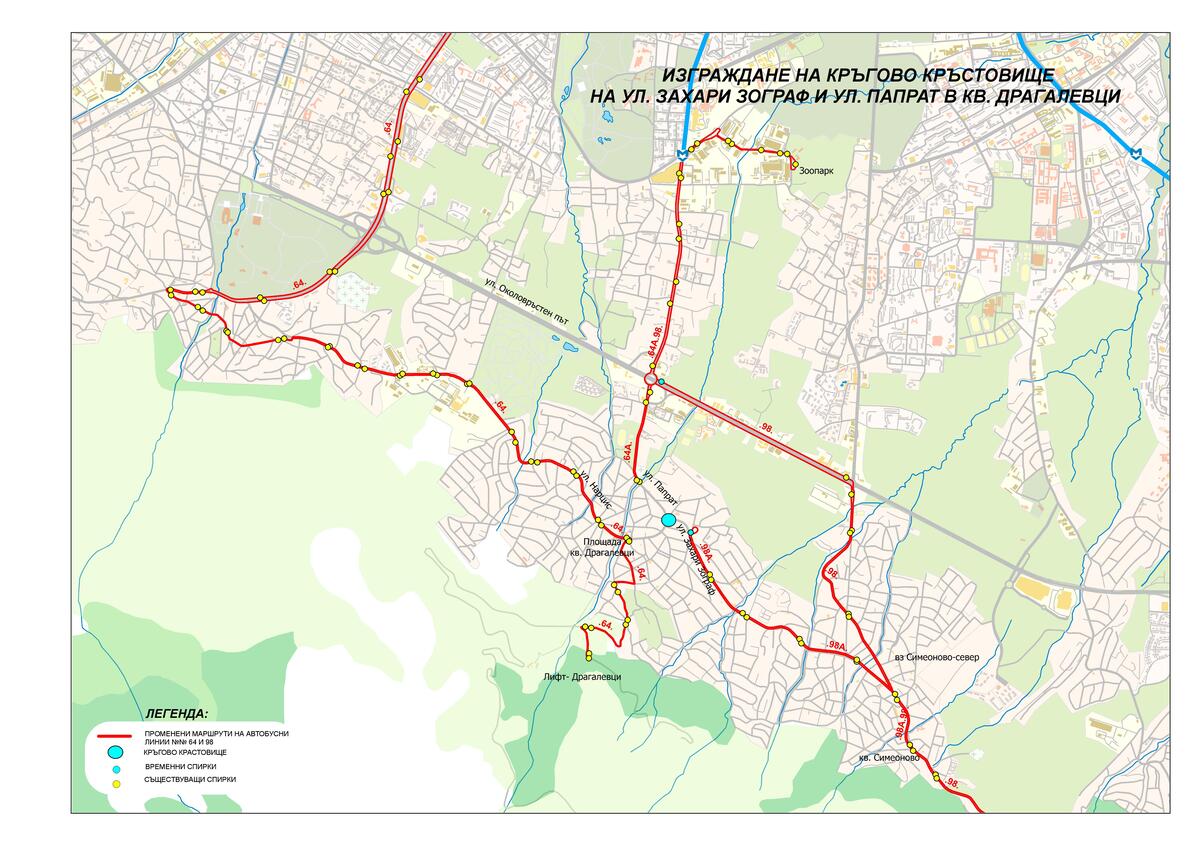 ИЗГРАЖДАНЕ НА КРЪГОВО КРЪСТОВИЩЕ
НА УЛ. ЗАХАРИ ЗОГРАФ И УЛ. ПАПРАТ В КВ. ДРАГАЛЕВЦИ
.64.
Зоопарк
.64.
ул. Околовръстен път
.64А.98.
.64.
.98.
.64А.
ул. Папрат
ул. Нарцис
.64.
Площада
кв. Драгалевци
ул. Захари Зограф
.98А.
.64.
.98.
.64.
.98А.
вз Симеоново-север
Лифт- Драгалевци
.98А.98.
кв. Симеоново
.98.
ЛЕГЕНДА:
ПРОМЕНЕНИ МАРШРУТИ НА АВТОБУСНИ
ЛИНИИ №№ 64 И 98
КРЪГОВО КРАСТОВИЩЕ
ВРЕМЕННИ СПИРКИ
СЪЩЕСТВУВАЩИ СПИРКИ